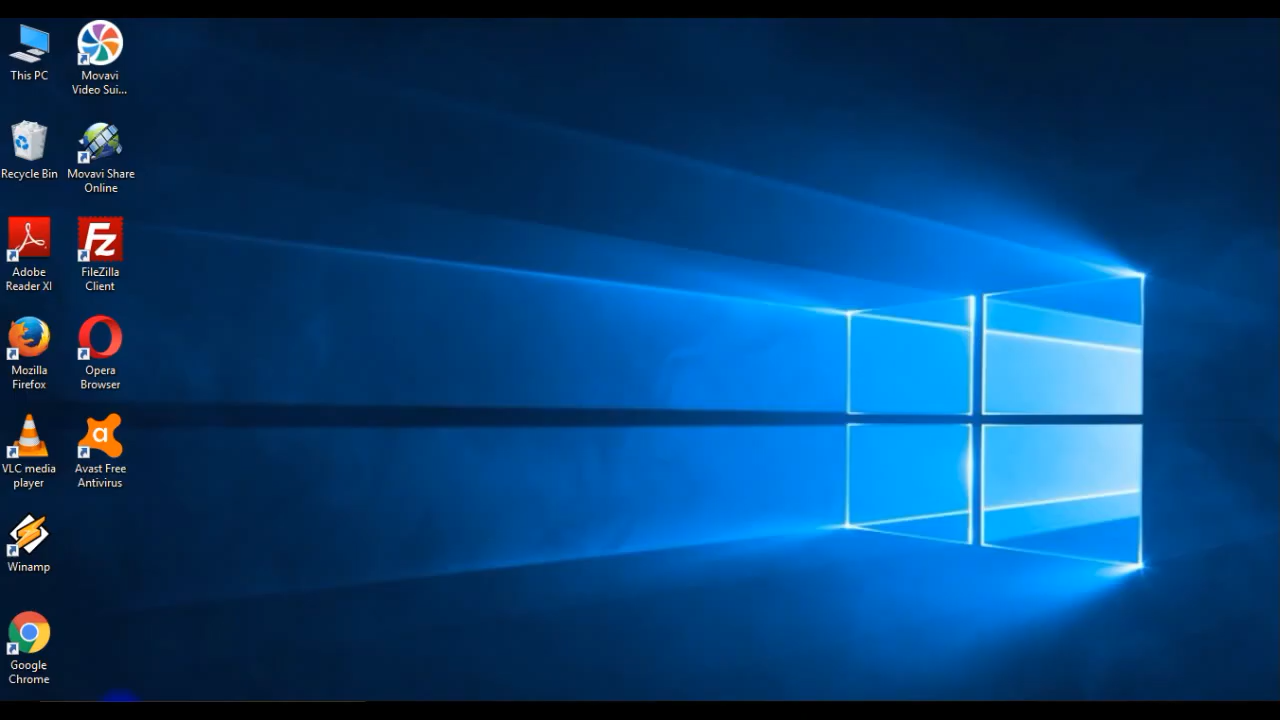 This PC
Movavi
Video Sui...
Recycle Bin
Movavi Share
Online
Adobe
Reader XI
FileZilla
Client
Mozilla
Firefox
Opera
Browser
VLC media
player
Avast Free
Antivirus
Winamp
Google
Chrome